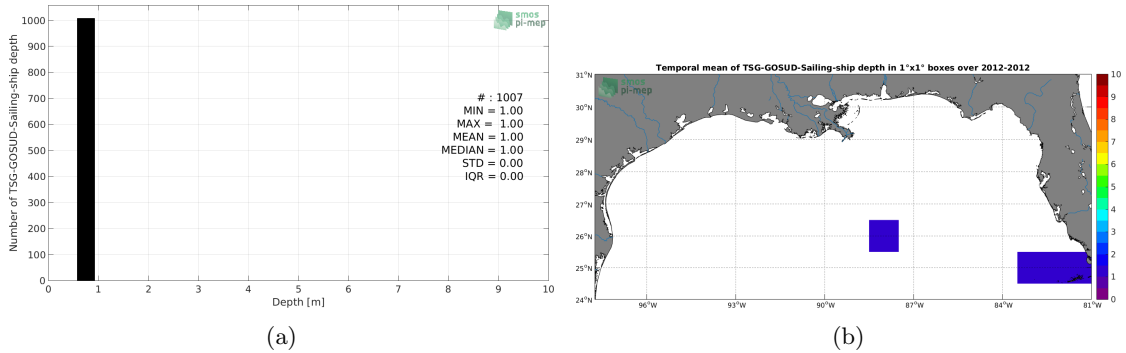 1000
900
800
700
600
500
400
300
200
100
0
Number of TSG-GOSUD-Sailing-ship depth
0 1 2 3 4 5 6 7 8 9 10
Depth [m]
smos
pi-mep
# : 1007
MIN = 1.00
MAX = 1.00
MEAN = 1.00
MEDIAN = 1.00
STD = 0.00
IQR = 0.00
(a)
Temporal mean of TSG-GOSUD-Sailing-ship depth in 1°x1° boxes over 2012-2012
smos
pi-mep
31°N
30°N
29°N
28°N
27°N
26°N
25°N
24°N
96°W 93°W 90°W 87°W 84°W 81°W
10
9
8
7
6
5
4
3
2
1
0
(b)